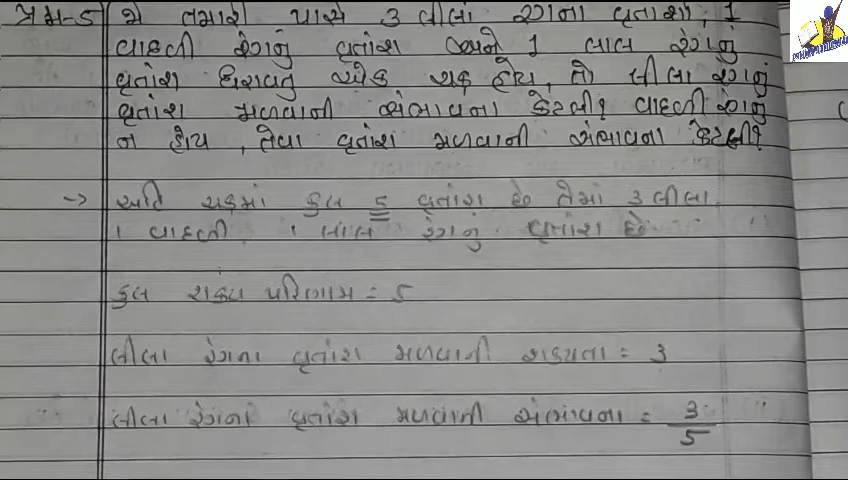 પ્રશ્ન-5 જો તમારી પાસે 3 લીલાં રંગના વૃતાંશો, 1
વાદળી રંગનું વૃતાંશ અને 1 લાલ રંગનું
વૃતાંશ ધરાવતુ એક ચક્ર હોય, તો લીલા રંગનું
વૃતાંશ મળવાની સંભાવના કેટલી? વાદળી રંગનું
ન હોય, તેવા વૃતાંશ મળવાની સંભાવના કેટલી?
→ અહિ ચક્રમાં કુલ 5 વૃતાંશ છે તેમાં 3 લીલા
1 વાદળી 1 લાલ રંગનું વૃતાંશ છે
કુલ શક્ય પરિણામ = 5
લીલા રંગના વૃતાંશ મળવાની શક્યતા = 3
લીલા રંગનાં વૃતાંશ મળવાની સંભાવના = 3/5